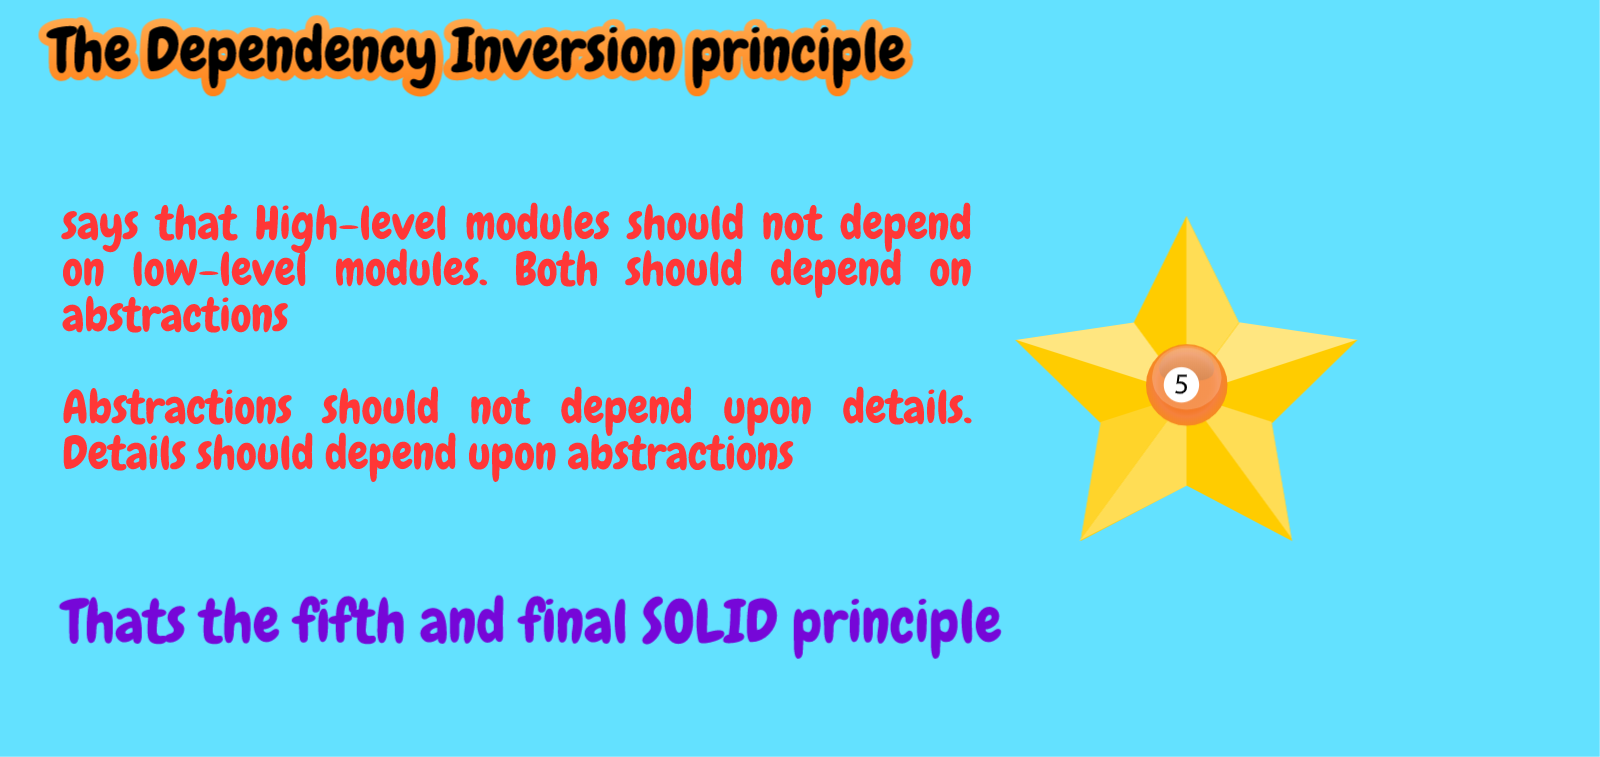 The Dependency Inversion principle
says that High-level modules should not depend
on low-level modules. Both should depend on
abstractions
Abstractions should not depend upon details.
Details should depend upon abstractions
5
Thats the fifth and final SOLID principle